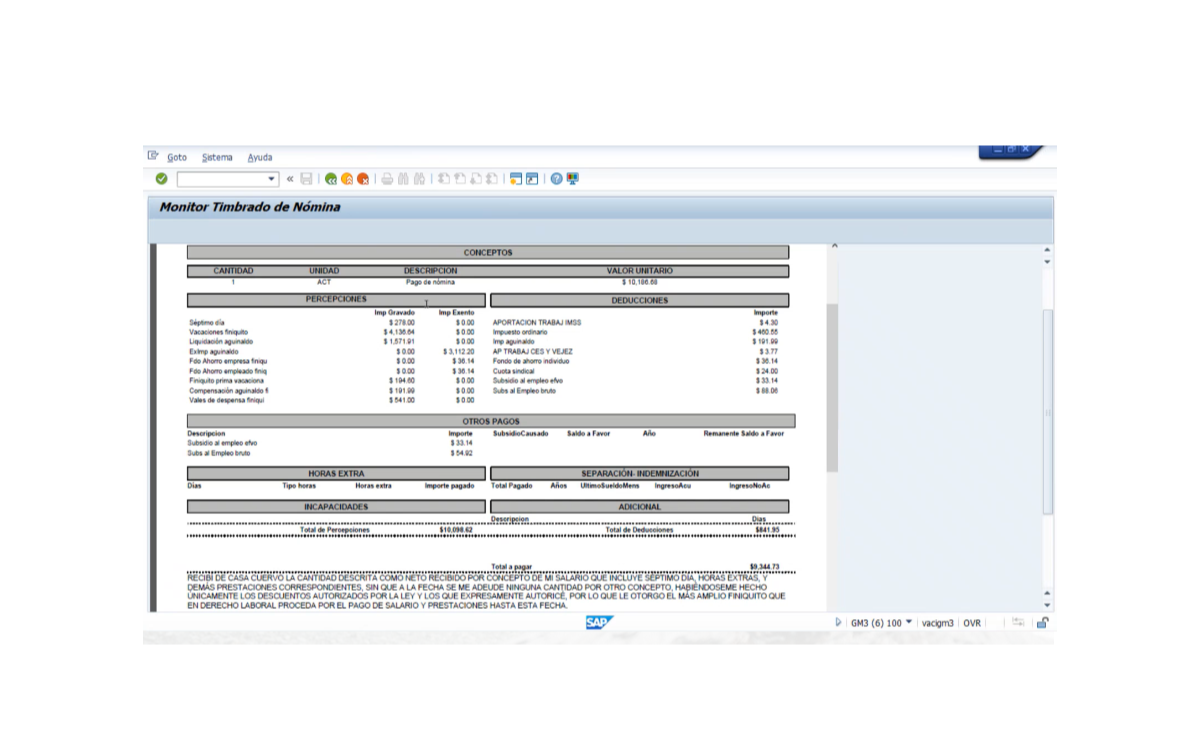 Goto Sistema Ayuda
Monitor Timbrado de Nómina
CONCEPTOS
CANTIDAD UNIDAD DESCRIPCION VALOR UNITARIO
1 ACT Pago de nómina $ 10,186.68
PERCEPCIONES DEDUCCIONES
Imp Gravado Imp Exento Importe
Séptimo día $ 278.00 $ 0.00 APORTACION TRABAJ IMSS $ 4.30
Vacaciones finiquito $ 4,136.64 $ 0.00 Impuesto ordinario $ 480.55
Liquidación aguinaldo $ 1,571.91 $ 0.00 Imp aguinaldo $ 191.99
ExImp aguinaldo $ 0.00 $ 3,112.20 AP TRABAJ CES Y VEJEZ $ 3.77
Fdo Ahorro empresa finiqu $ 0.00 $ 36.14 Fondo de ahorro individuo $ 36.14
Fdo Ahorro empleado finiq $ 0.00 $ 36.14 Cuota sindical $ 24.00
Finiquito prima vacaciona $ 194.60 $ 0.00 Subsidio al empleo efvo $ 33.14
Compensación aguinaldo fi $ 191.99 $ 0.00 Subs al Empleo bruto $ 68.06
Vales de despensa finiqui $ 541.00 $ 0.00
OTROS PAGOS
Descripcion Importe SubsidioCausado Saldo a Favor Año Remanente Saldo a Favor
Subsidio al empleo efvo $ 33.14
Subs al Empleo bruto $ 54.92
HORAS EXTRA SEPARACIÓN- INDEMNIZACIÓN
Dias Tipo horas Horas extra Importe pagado Total Pagado Años UltimoSueldoMens IngresoAcu IngresoNoAc
INCAPACIDADES ADICIONAL
Descripcion Dias
Total de Percepciones $10,098.62 Total de Deducciones $841.95
Total a pagar $9,344.73
RECIBÍ DE CASA CUERVO LA CANTIDAD DESCRITA COMO NETO RECIBIDO POR CONCEPTO DE MI SALARIO QUE INCLUYE SÉPTIMO DÍA, HORAS EXTRAS, Y
DEMÁS PRESTACIONES CORRESPONDIENTES, SIN QUE A LA FECHA SE ME ADEUDE NINGUNA CANTIDAD POR OTRO CONCEPTO, HABIÉNDOSEME HECHO
ÚNICAMENTE LOS DESCUENTOS AUTORIZADOS POR LA LEY Y LOS QUE EXPRESAMENTE AUTORICÉ, POR LO QUE LE OTORGO EL MÁS AMPLIO FINIQUITO QUE
EN DERECHO LABORAL PROCEDA POR EL PAGO DE SALARIO Y PRESTACIONES HASTA ESTA FECHA.
SAP
GM3 (6) 100 vacigm3 OVR